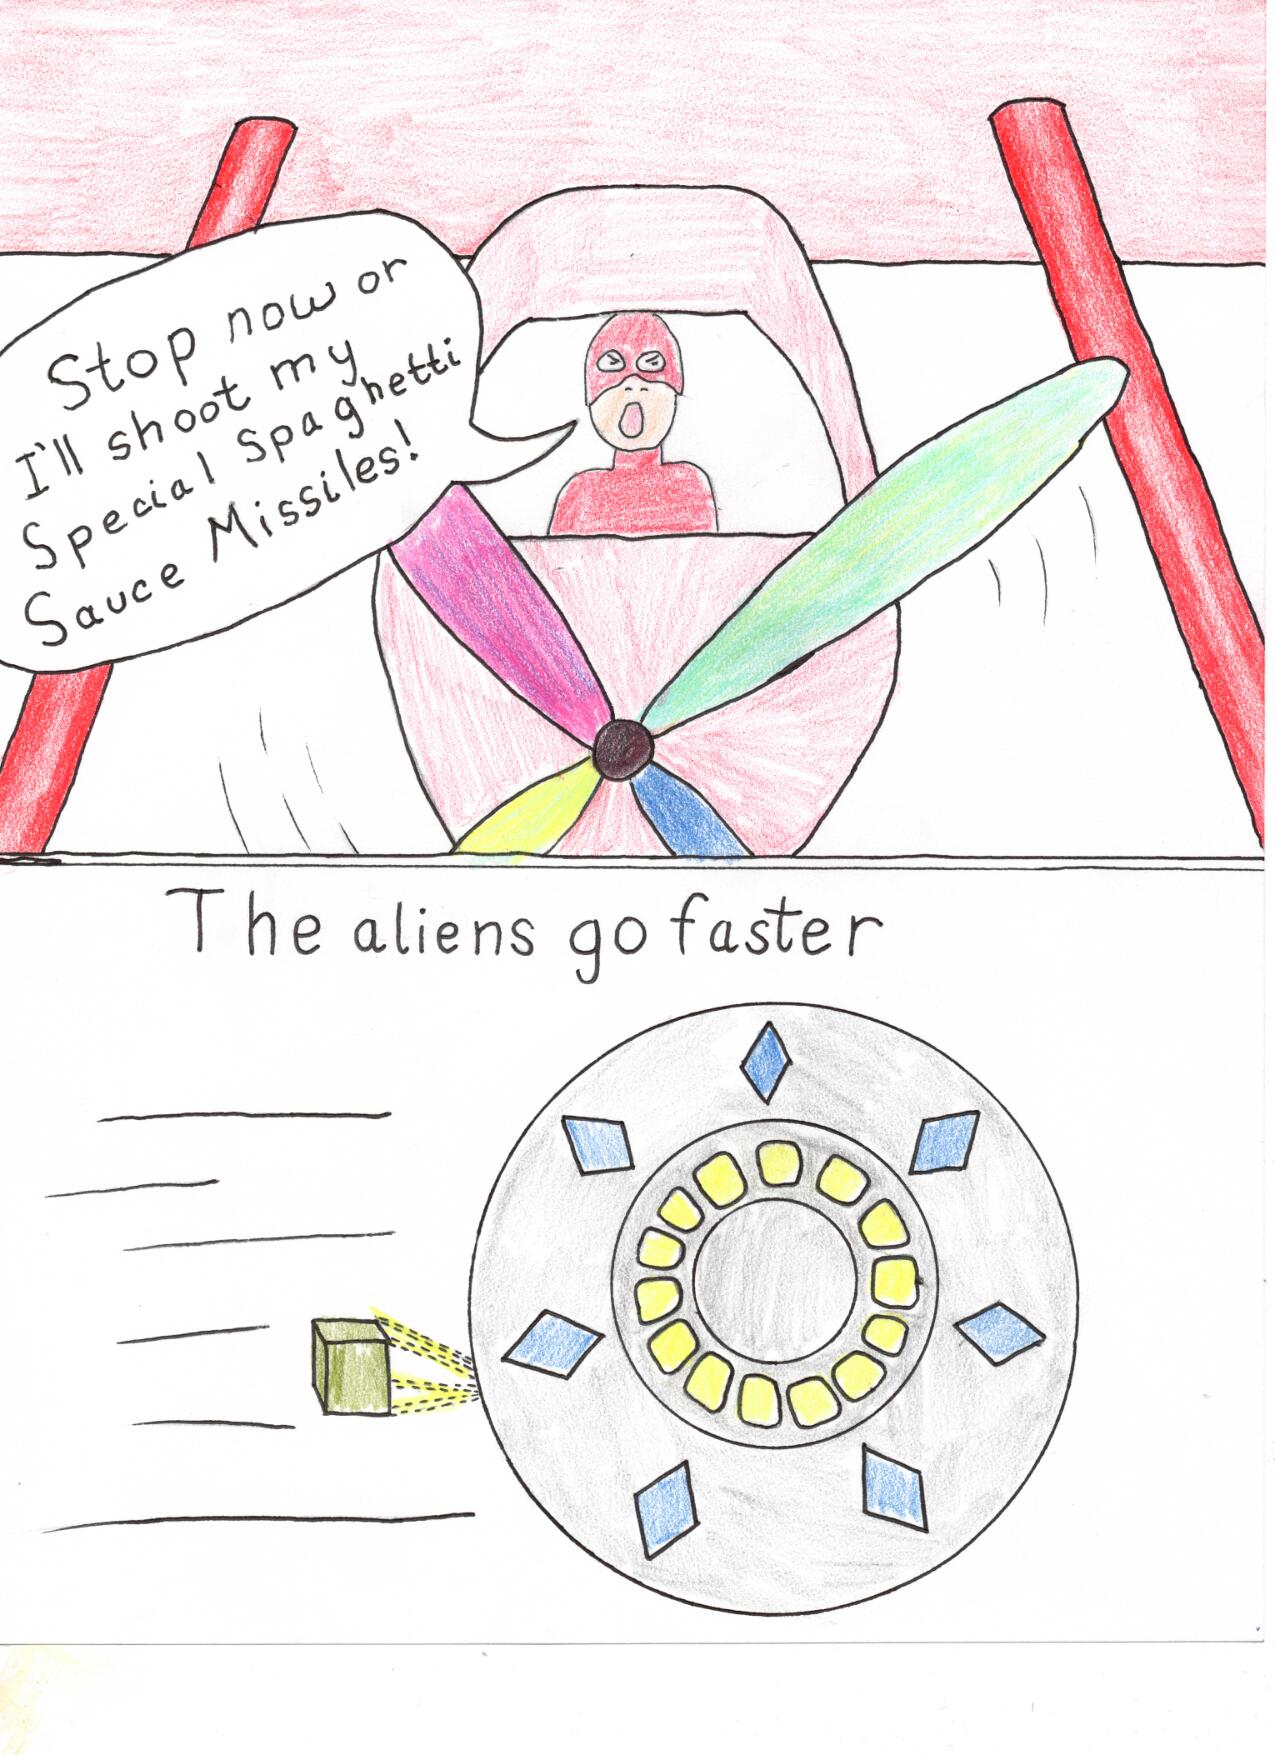 Stop now or
I'll shoot my
Special Spaghetti
Sauce Missiles!
The aliens go faster